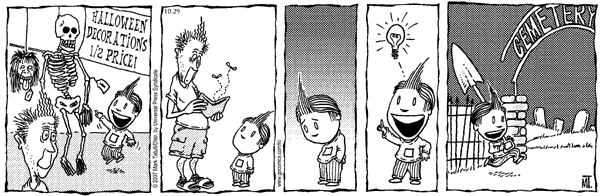 HALLOWEEN
DECORATIONS
1/2 PRICE!
10.29
CEMETERY